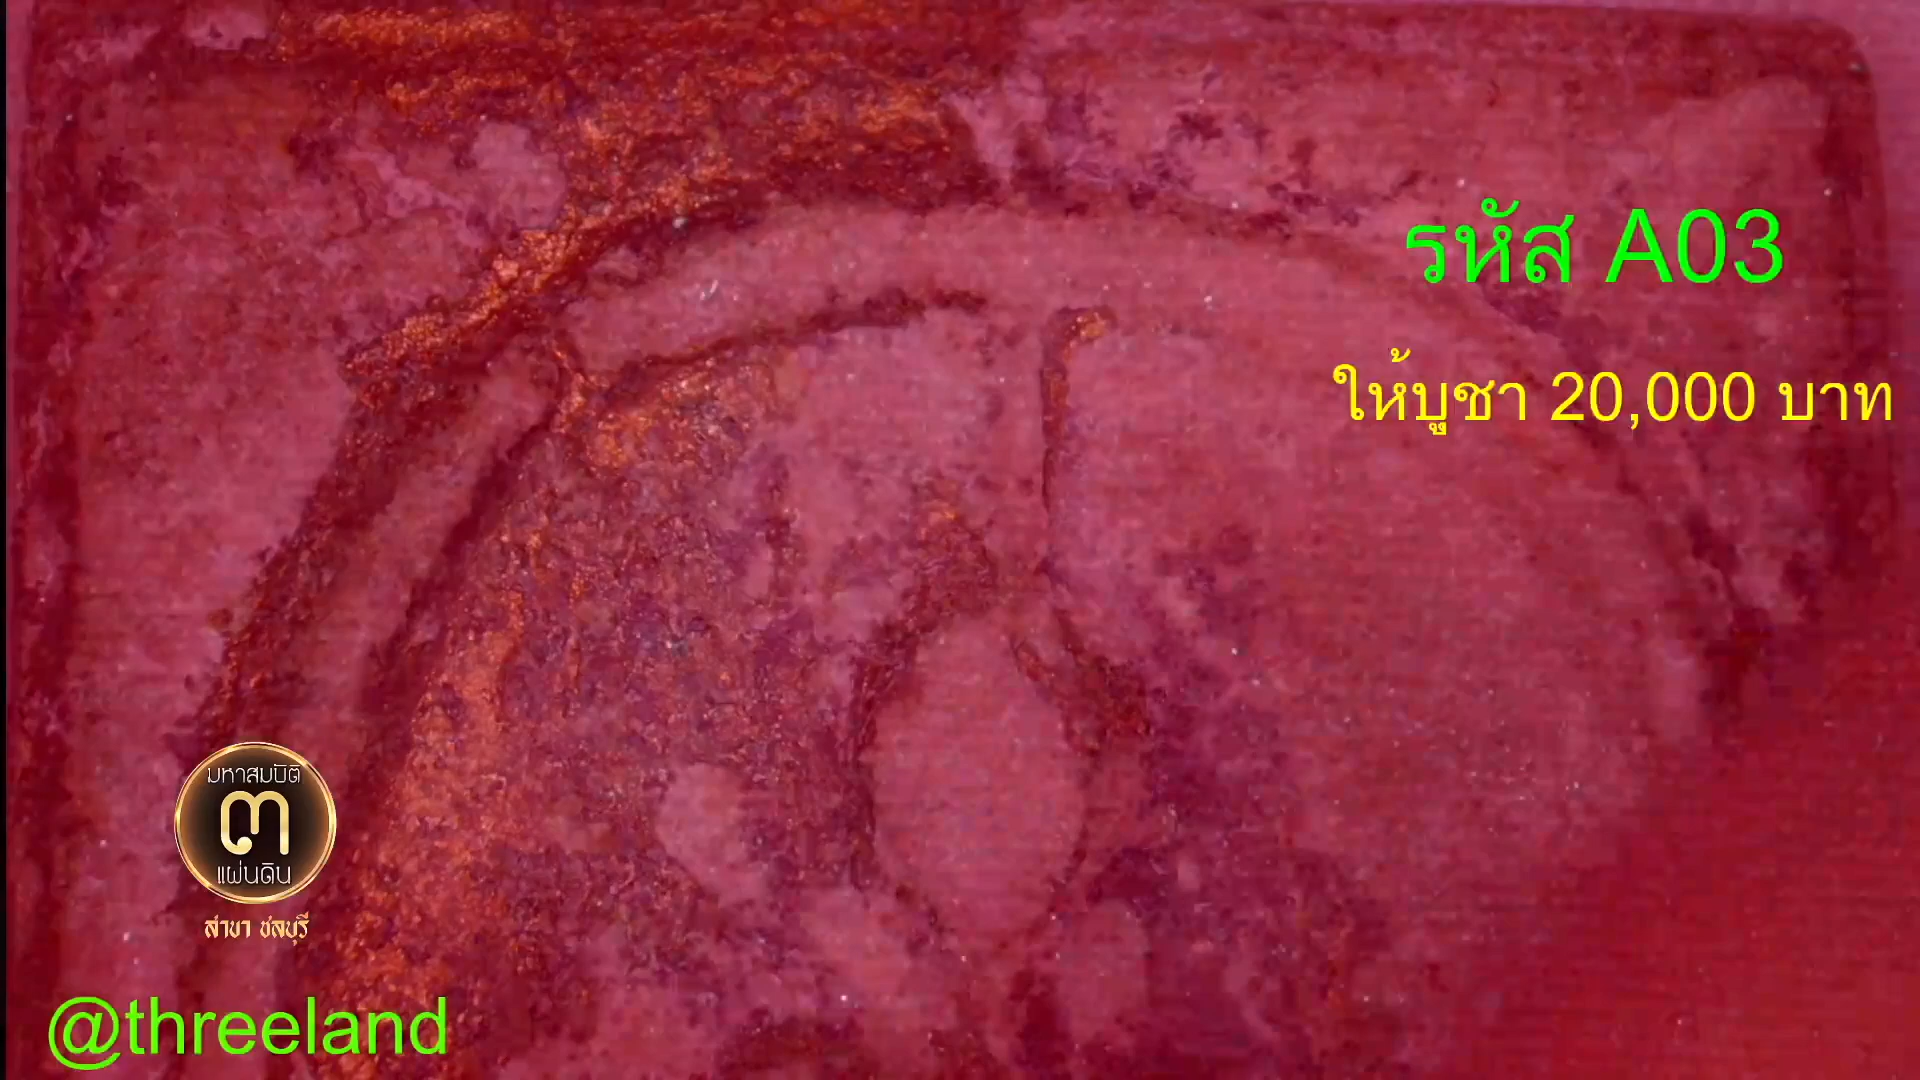 รหัส A03
ให้บูชา 20,000 บาท
มหาสมบัติ
๓
แผ่นดิน
สาขา ชลบุรี
@threeland